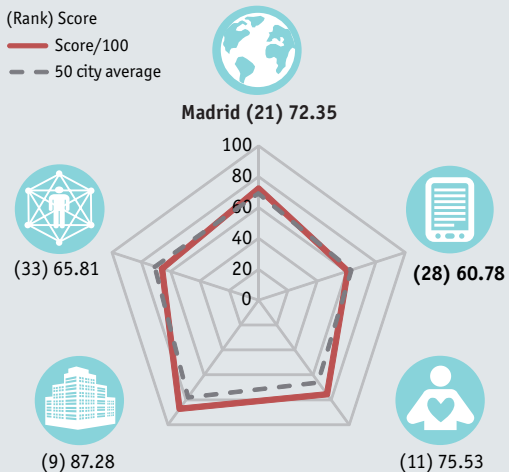 (Rank) Score
Score/100
50 city average
Madrid (21) 72.35
100
80
60
40
20
0
(33) 65.81
(28) 60.78
(9) 87.28
(11) 75.53